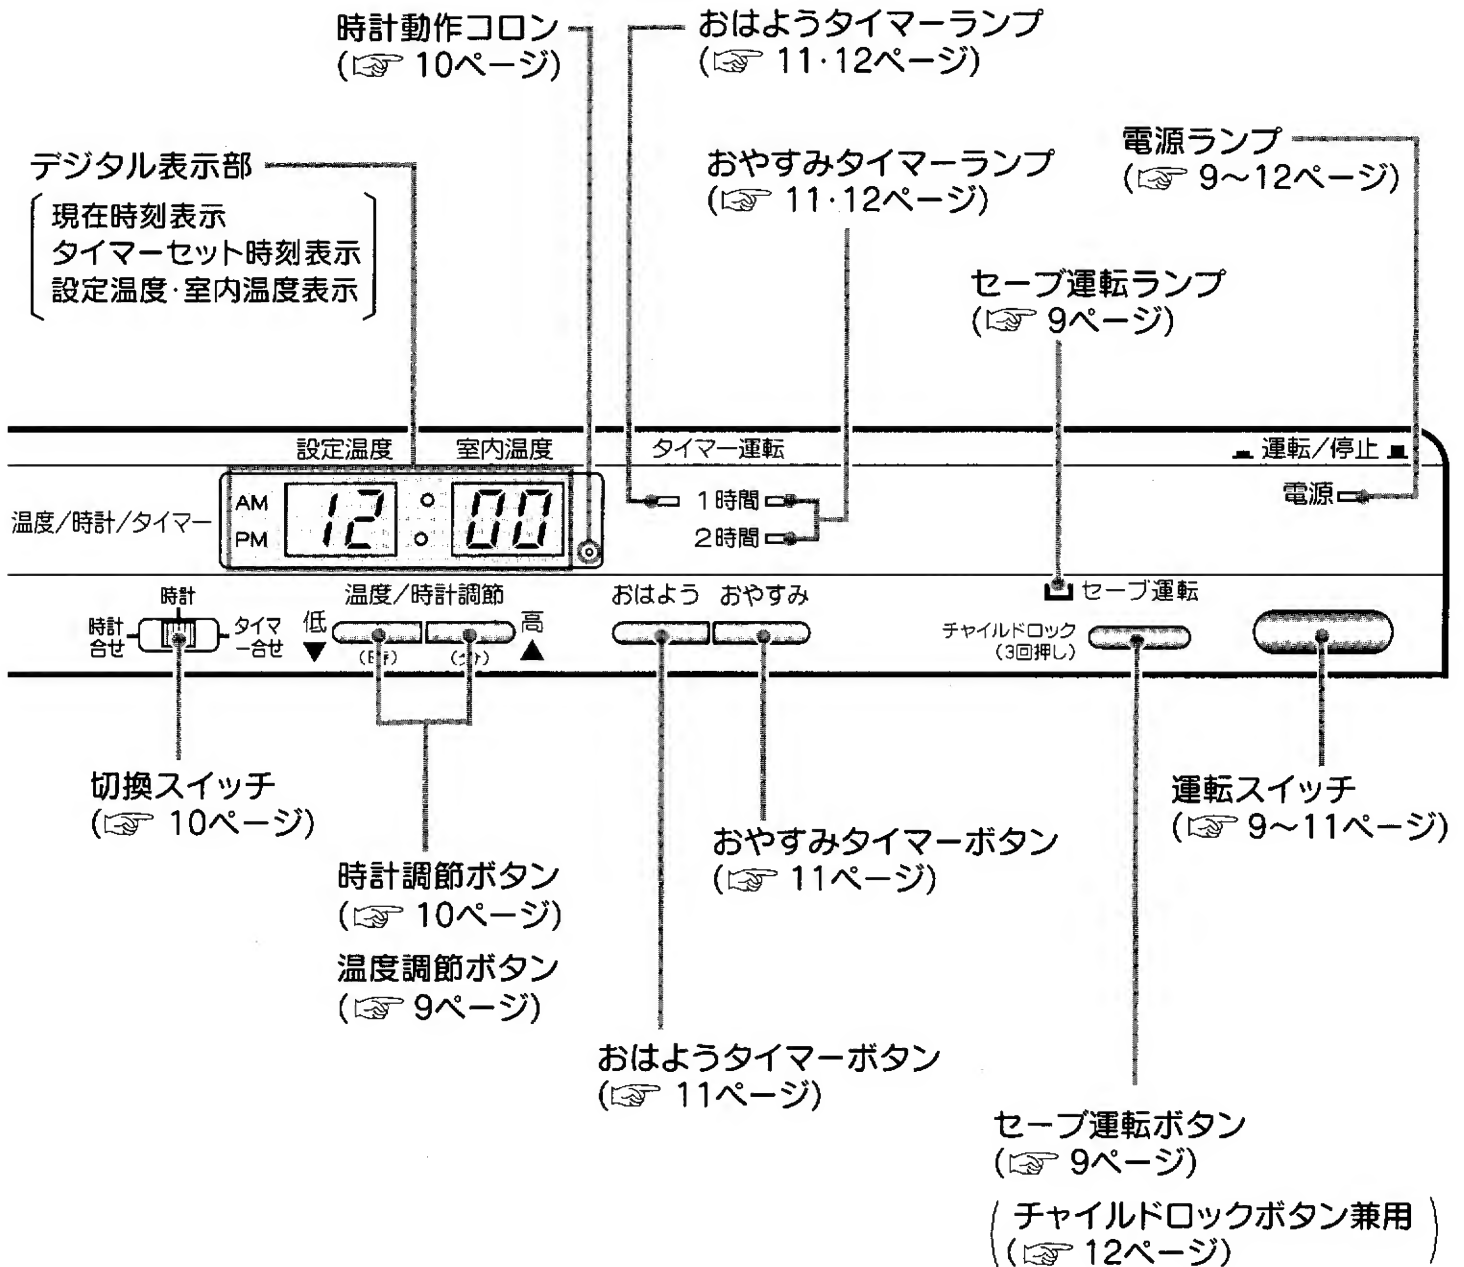 時計動作コロン
(☞ 10ページ)
おはようタイマーランプ
(☞ 11·12ページ)
電源ランプ
(☞ 9〜12ページ)
デジタル表示部
現在時刻表示
タイマーセット時刻表示
設定温度·室内温度表示
おやすみタイマーランプ
(☞ 11·12ページ)
セーブ運転ランプ
(☞ 9ページ)
設定温度 室内温度 タイマー運転 運転/停止
温度/時計/タイマー
AM
PM
12:00
1時間
2時間
電源
時計
時計
合せ
タイマ
ー合せ
温度/時計調節
低
▼
高
▲
(時) (分)
おはよう おやすみ
セーブ運転
チャイルドロック
(3回押し)
切換スイッチ
(☞ 10ページ)
時計調節ボタン
(☞ 10ページ)
温度調節ボタン
(☞ 9ページ)
おやすみタイマーボタン
(☞ 11ページ)
運転スイッチ
(☞ 9〜11ページ)
おはようタイマーボタン
(☞ 11ページ)
セーブ運転ボタン
(☞ 9ページ)
チャイルドロックボタン兼用
(☞ 12ページ)